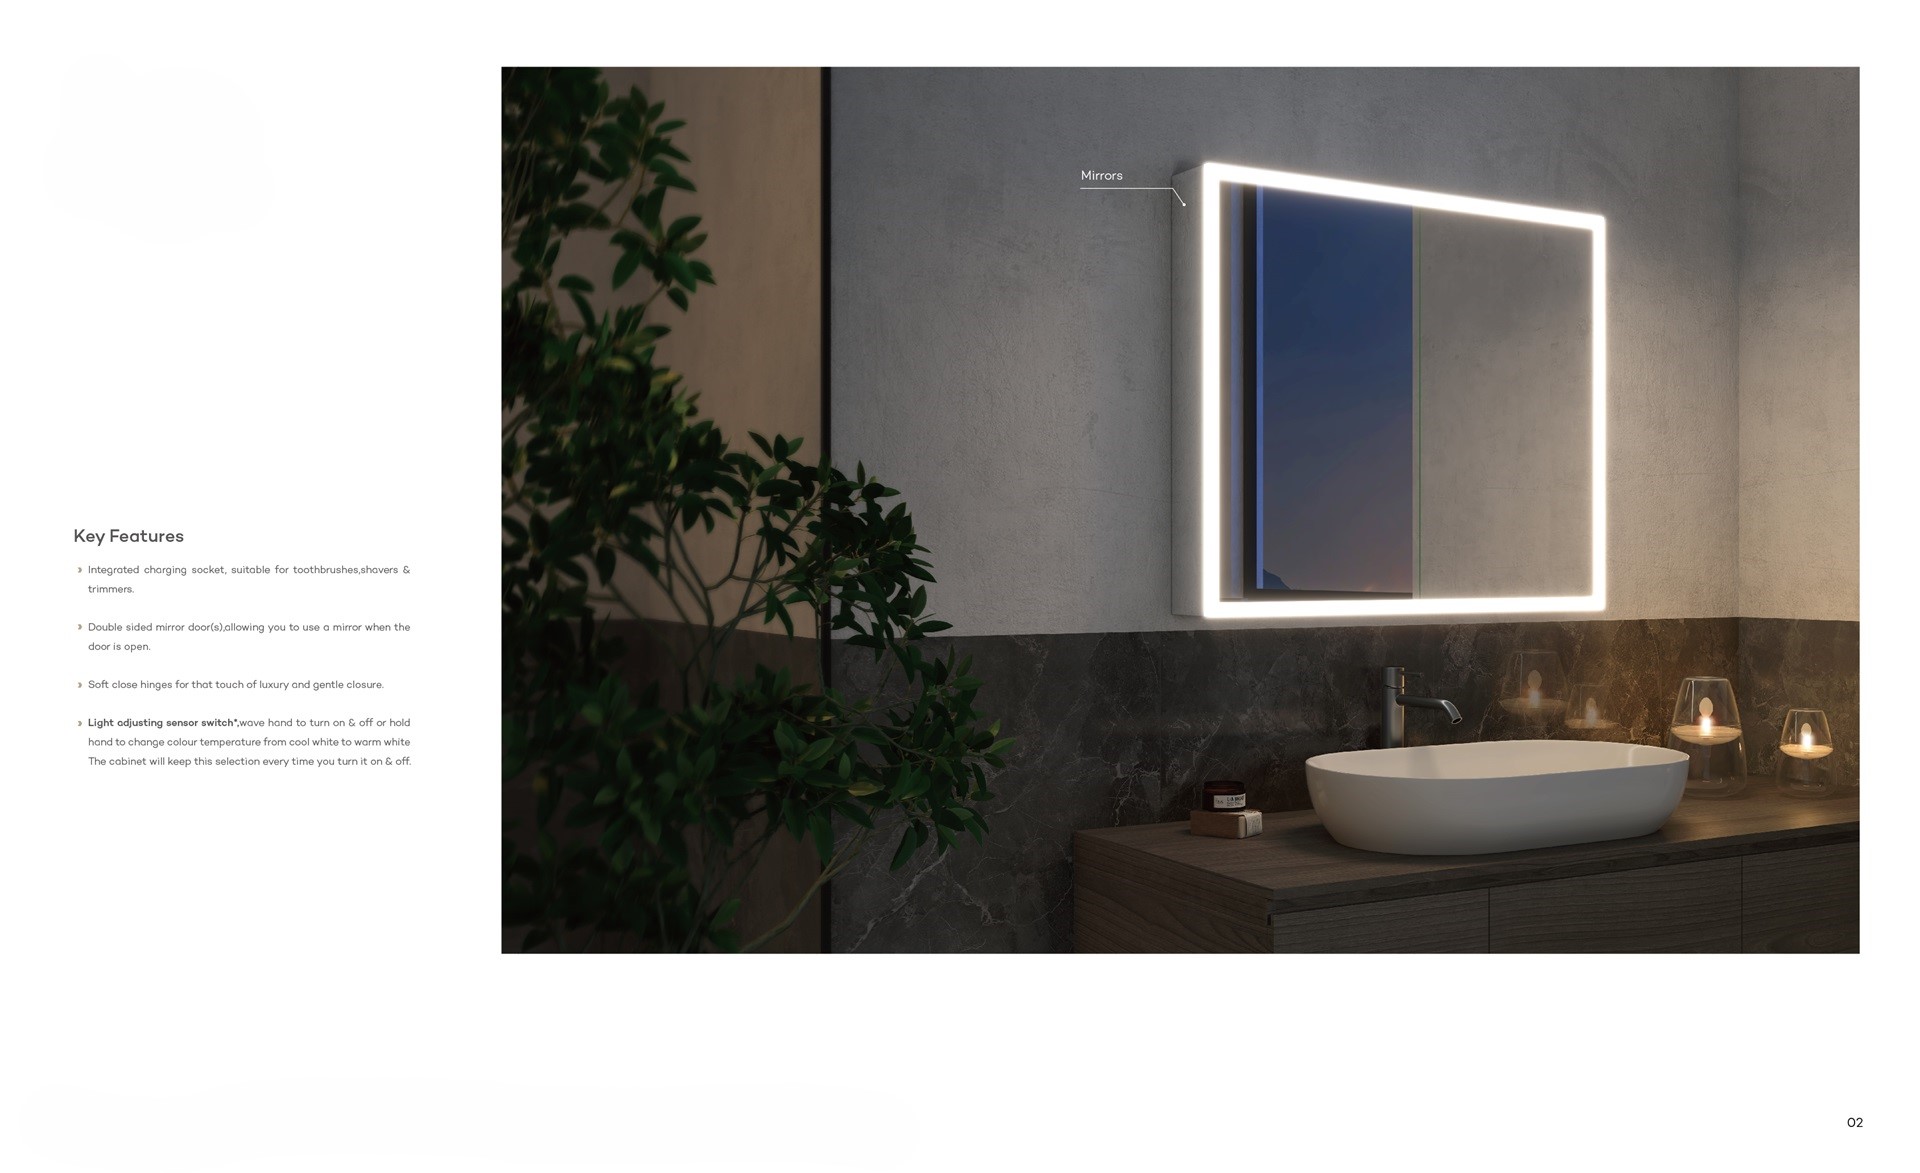 Mirrors
Key Features
Integrated charging socket, suitable for toothbrushes,shavers &
trimmers.
Double sided mirror door(s),allowing you to use a mirror when the
door is open.
Soft close hinges for that touch of luxury and gentle closure.
Light adjusting sensor switch*,wave hand to turn on & off or hold
hand to change colour temperature from cool white to warm white
The cabinet will keep this selection every time you turn it on & off.
02